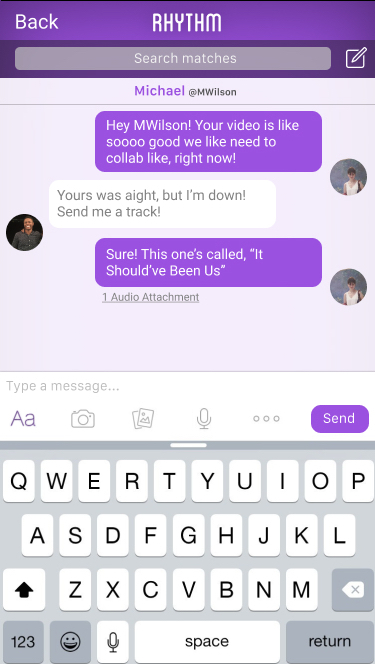 Back
RHYTHM
Search matches
Michael @MWilson
Hey MWilson! Your video is like
soooo good we like need to
collab like, right now!
Yours was aight, but I'm down!
Send me a track!
Sure! This one's called, "It
Should've Been Us"
1 Audio Attachment
Type a message...
Aa
Send
Q W E R T Y U I O P
A S D F G H J K L
Z X C V B N M
123 space return